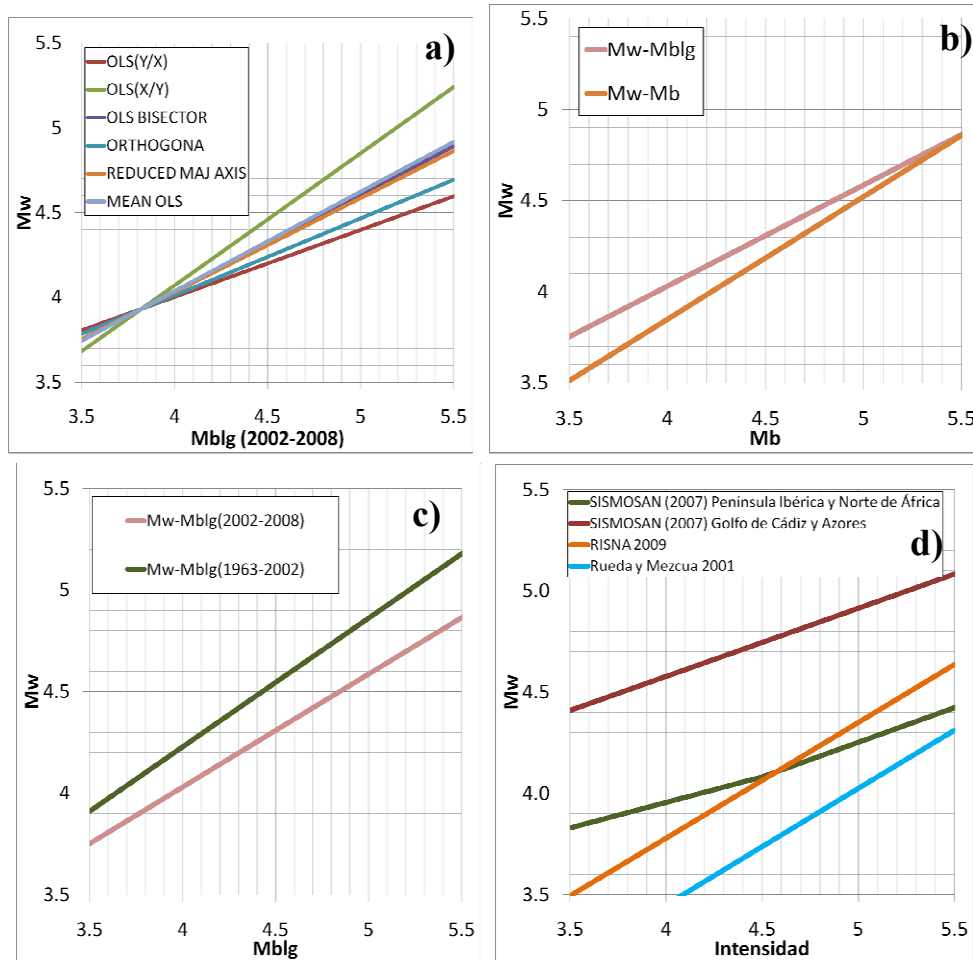 a)
5.5
5
4.5
4
3.5
Mw
OLS(Y/X)
OLS(X/Y)
OLS BISECTOR
ORTHOGONA
REDUCED MAJ AXIS
MEAN OLS
3.5 4 4.5 5 5.5
Mblg (2002-2008)
b)
5.5
5
4.5
4
3.5
Mw
Mw-Mblg
Mw-Mb
3.5 4 4.5 5 5.5
Mb
c)
5.5
5
4.5
4
3.5
Mw
Mw-Mblg(2002-2008)
Mw-Mblg(1963-2002)
3.5 4 4.5 5 5.5
Mblg
d)
5.5
5.0
4.5
4.0
3.5
Mw
SISMOSAN (2007) Peninsula Ibérica y Norte de África
SISMOSAN (2007) Golfo de Cádiz y Azores
RISNA 2009
Rueda y Mezcua 2001
3.5 4.0 4.5 5.0 5.5
Intensidad